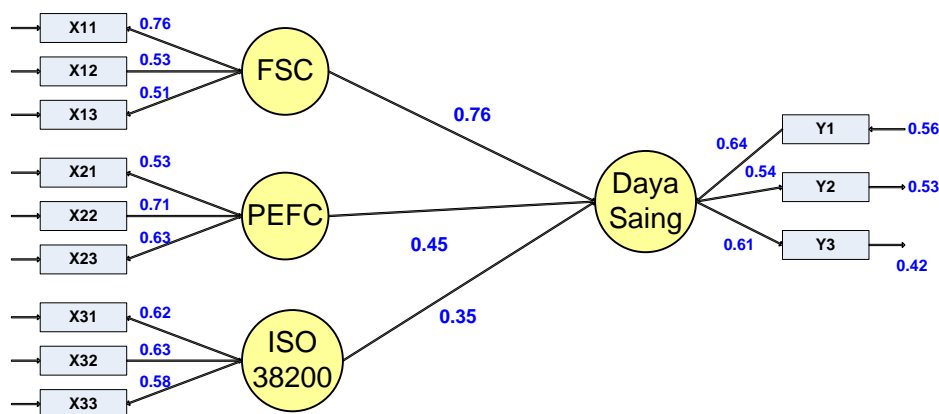 X11
0.76
X12
0.53
X13
0.51
FSC
X21
0.53
X22
0.71
X23
0.63
PEFC
X31
0.62
X32
0.63
X33
0.58
ISO
38200
0.76
0.45
0.35
Daya
Saing
0.64
Y1
0.56
0.54
Y2
0.53
0.61
Y3
0.42